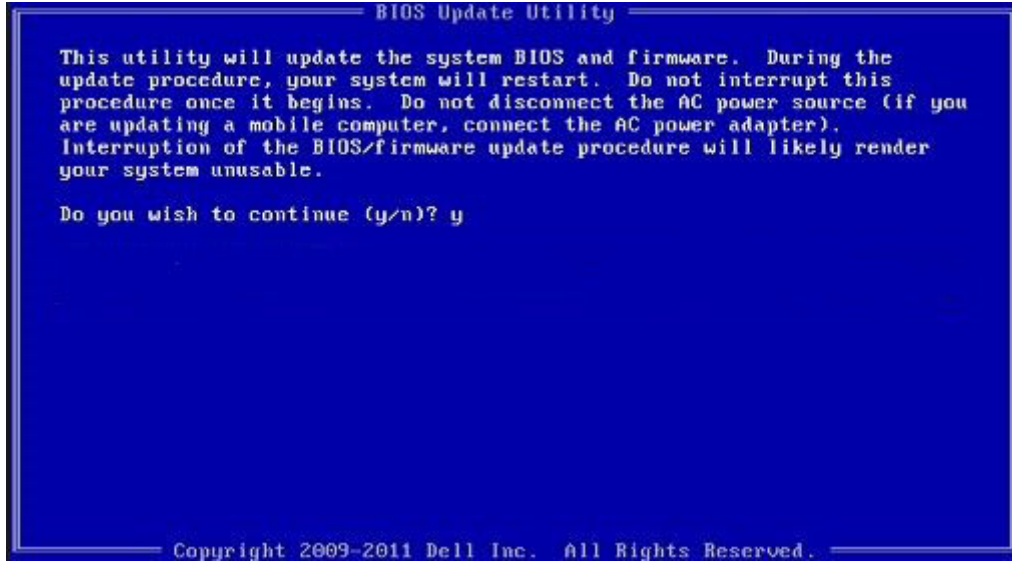 BIOS Update Utility
This utility will update the system BIOS and firmware. During the
update procedure, your system will restart. Do not interrupt this
procedure once it begins. Do not disconnect the AC power source (if you
are updating a mobile computer, connect the AC power adapter).
Interruption of the BIOS/firmware update procedure will likely render
your system unusable.
Do you wish to continue (y/n)? y
Copyright 2009-2011 Dell Inc. All Rights Reserved.